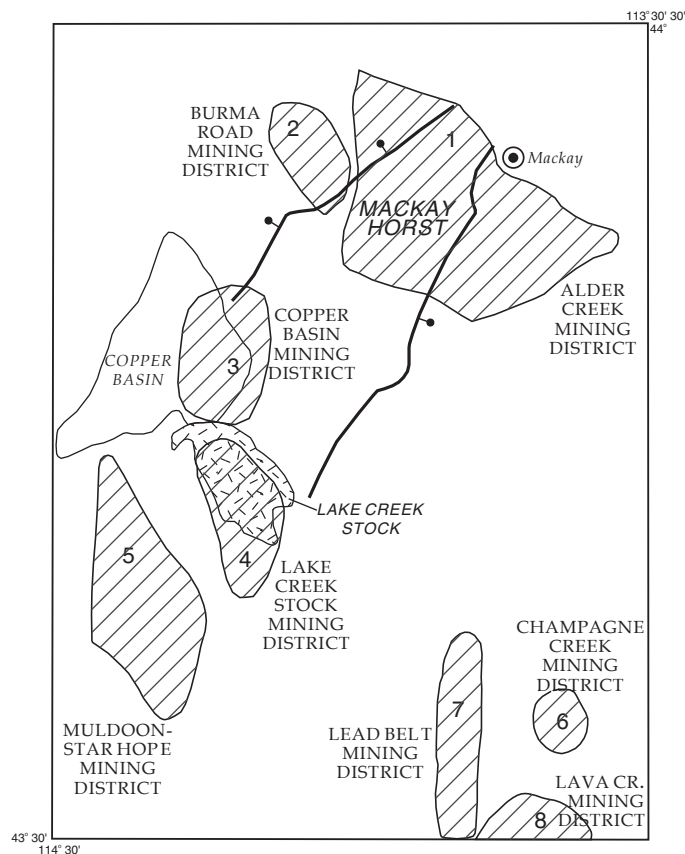 113° 30' 30'
44°
BURMA
ROAD
MINING
DISTRICT
2
1
Mackay
MACKAY
HORST
ALDER
CREEK
MINING
DISTRICT
COPPER
BASIN
MINING
DISTRICT
COPPER
BASIN
3
LAKE CREEK
STOCK
5
4
LAKE
CREEK
STOCK
MINING
DISTRICT
CHAMPAGNE
CREEK
MINING
DISTRICT
7
6
MULDOON-
STAR HOPE
MINING
DISTRICT
LEAD BELT
MINING
DISTRICT
LAVA CR.
MINING
DISTRICT
8
43° 30'
114° 30'